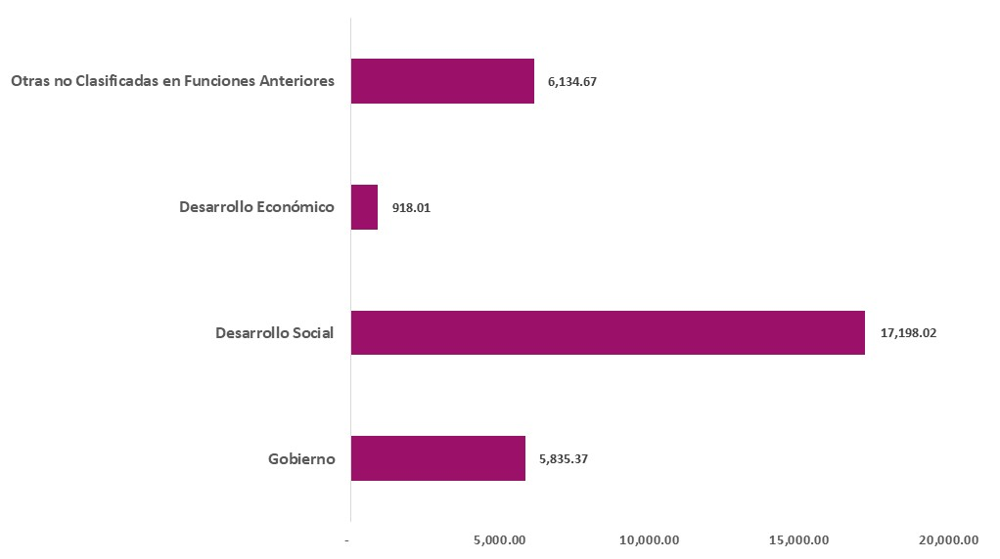 Otras no Clasificadas en Funciones Anteriores
6,134.67
Desarrollo Económico
918.01
Desarrollo Social
17,198.02
Gobierno
5,835.37
- 5,000.00 10,000.00 15,000.00 20,000.00